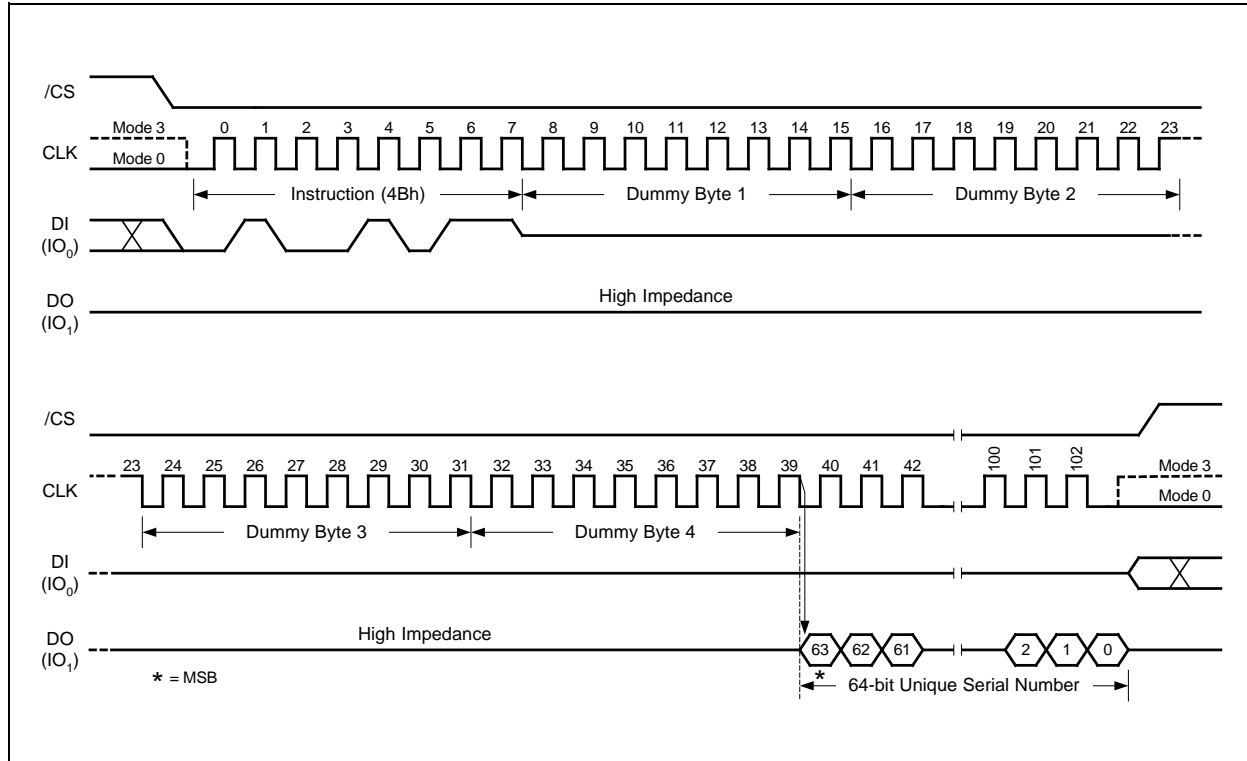 /CS
Mode 3 0 1 2 3 4 5 6 7 8 9 10 11 12 13 14 15 16 17 18 19 20 21 22 23
CLK
Mode 0
Instruction (4Bh) Dummy Byte 1 Dummy Byte 2
DI
(IO0)
High Impedance
DO
(IO1)
/CS
23 24 25 26 27 28 29 30 31 32 33 34 35 36 37 38 39 40 41 42 100 101 102 Mode 3
CLK
Mode 0
Dummy Byte 3 Dummy Byte 4
DI
(IO0)
High Impedance
DO
(IO1)
63 62 61 2 1 0
* = MSB
* 64-bit Unique Serial Number